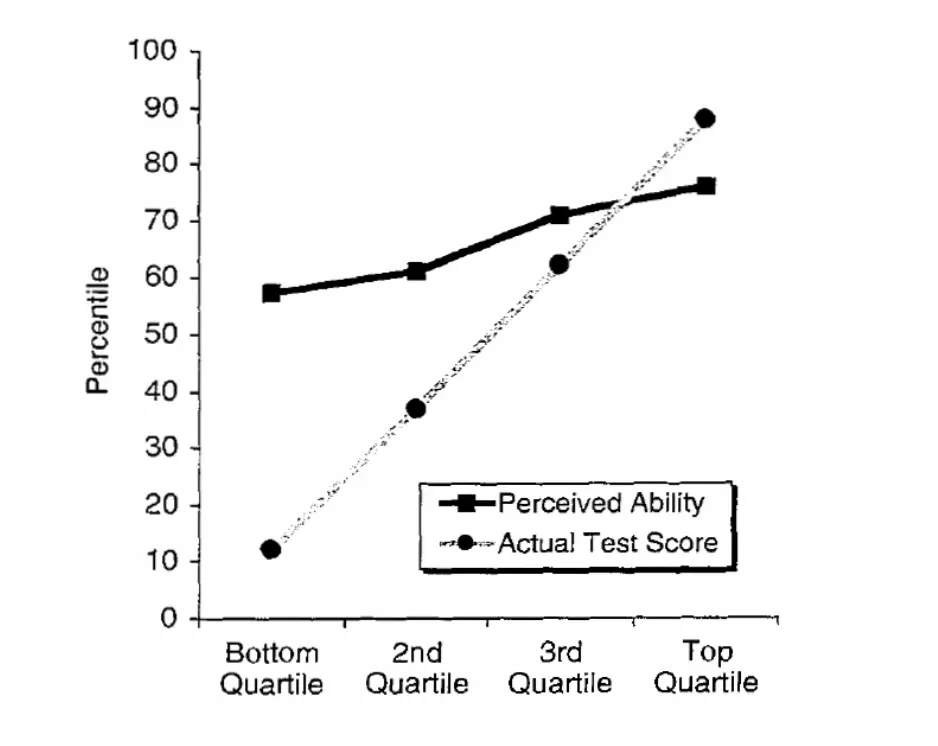 100
90
80
70
60
50
40
30
20
10
0
Percentile
Perceived Ability
Actual Test Score
Bottom Quartile
2nd Quartile
3rd Quartile
Top Quartile